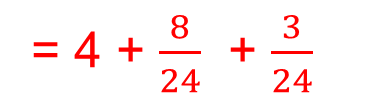 = 4 + 8/24 + 3/24